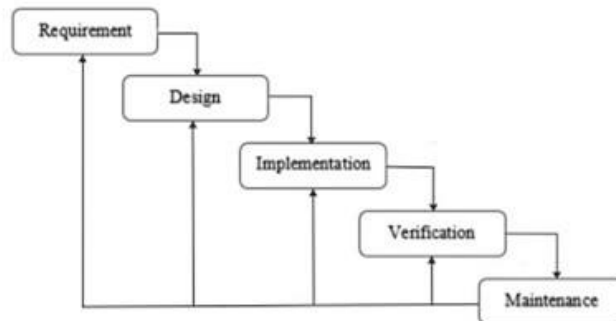 Requirement
Design
Implementation
Verification
Maintenance